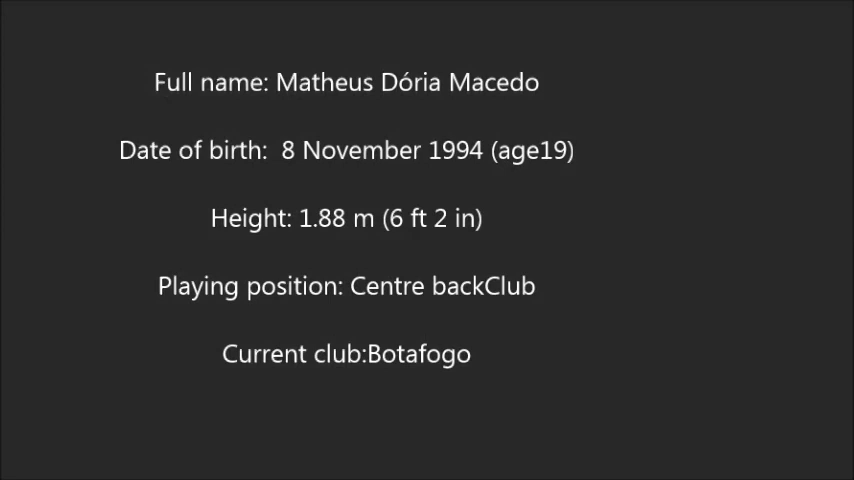 Full name: Matheus Dória Macedo
Date of birth:  8 November 1994 (age19)
Height: 1.88 m (6 ft 2 in)
Playing position: Centre backClub
Current club:Botafogo